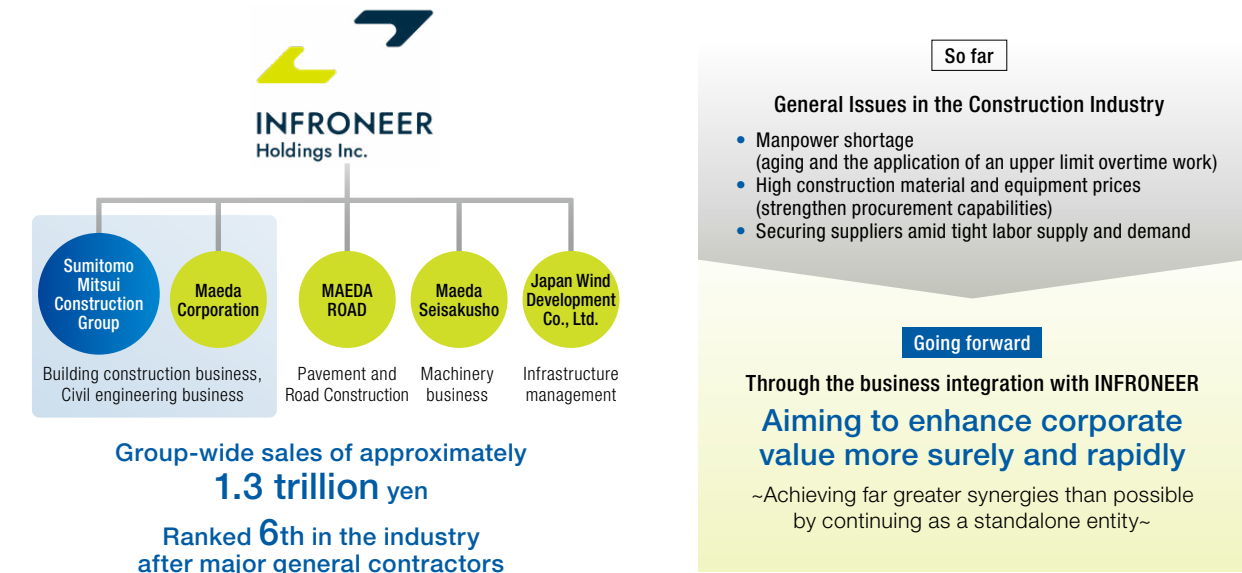 INFRONEER
Holdings Inc.
Sumitomo
Mitsui
Construction
Group
Maeda
Corporation
MAEDA
ROAD
Maeda
Seisakusho
Japan Wind
Development
Co., Ltd.
Building construction business,
Civil engineering business
Pavement and
Road Construction
Machinery
business
Infrastructure
management
Group-wide sales of approximately
1.3 trillion yen
Ranked 6th in the industry
after major general contractors
So far
General Issues in the Construction Industry
• Manpower shortage
(aging and the application of an upper limit overtime work)
• High construction material and equipment prices
(strengthen procurement capabilities)
• Securing suppliers amid tight labor supply and demand
Going forward
Through the business integration with INFRONEER
Aiming to enhance corporate
value more surely and rapidly
~Achieving far greater synergies than possible
by continuing as a standalone entity~